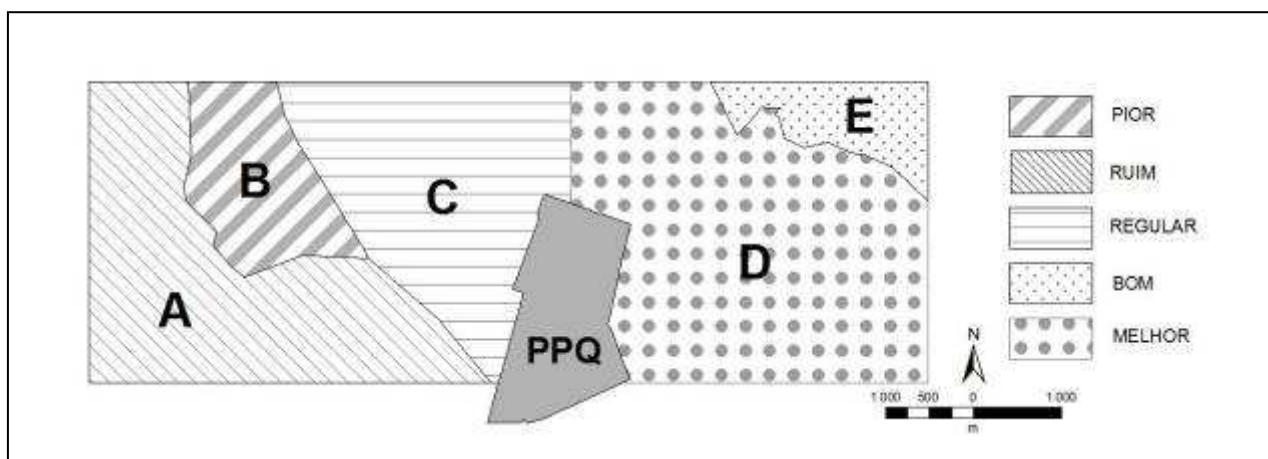 A
B
C
D
E
PPQ
PIOR
RUIM
REGULAR
BOM
MELHOR
N
1 000 500 0 1.000
m